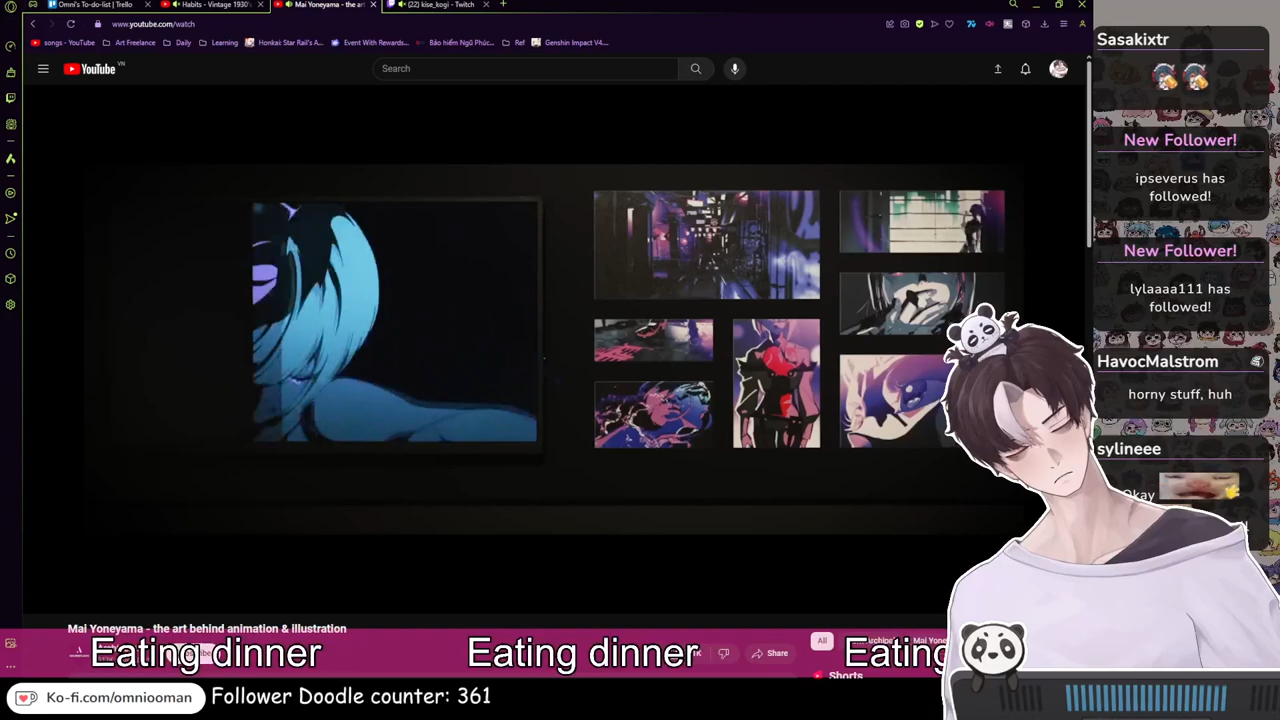 Omni's To-do-list | Trello
Habits - Vintage 1930'
Mai Yoneyama - the art
(22) kise_kogi - Twitch
www.youtube.com/watch
songs - YouTube
Art Freelance
Daily
Learning
Honkai: Star Rail's A...
Event With Rewards...
Bảo hiểm Ngũ Phúc...
Ref
Genshin Impact V4....
YouTube VN
Search
Sasakixtr
New Follower!
ipseverus has
followed!
New Follower!
lylaaaa111 has
followed!
HavocMalstrom
horny stuff, huh
sylineee
Okay
Mai Yoneyama - the art behind animation & illustration
All
Mai Yone
Share
Eating dinner
Eating dinner
Eating
Shorts
Ko-fi.com/omniooman
Follower Doodle counter: 361